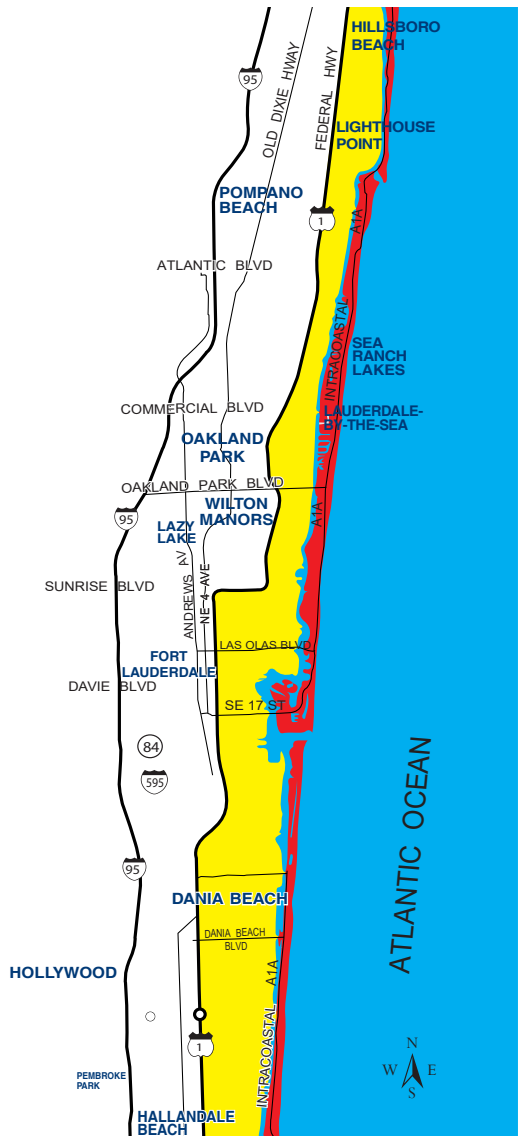 HILLSBORO
BEACH
95
OLD DIXIE HWAY
FEDERAL HWY
LIGHTHOUSE
POINT
POMPANO
BEACH
1
A1A
ATLANTIC BLVD
INTRACOASTAL
SEA
RANCH
LAKES
COMMERCIAL BLVD
LAUDERDALE-
BY-THE-SEA
OAKLAND
PARK
OAKLAND PARK BLVD
WILTON
MANORS
95
A1A
LAZY
LAKE
ANDREWS AV
NE 4 AVE
SUNRISE BLVD
LAS OLAS BLVD
FORT
LAUDERDALE
DAVIE BLVD
SE 17 ST
84
595
ATLANTIC OCEAN
95
DANIA BEACH
DANIA BEACH
BLVD
HOLLYWOOD
A1A
INTRACOASTAL
1
N
W E
S
PEMBROKE
PARK
HALLANDALE
BEACH